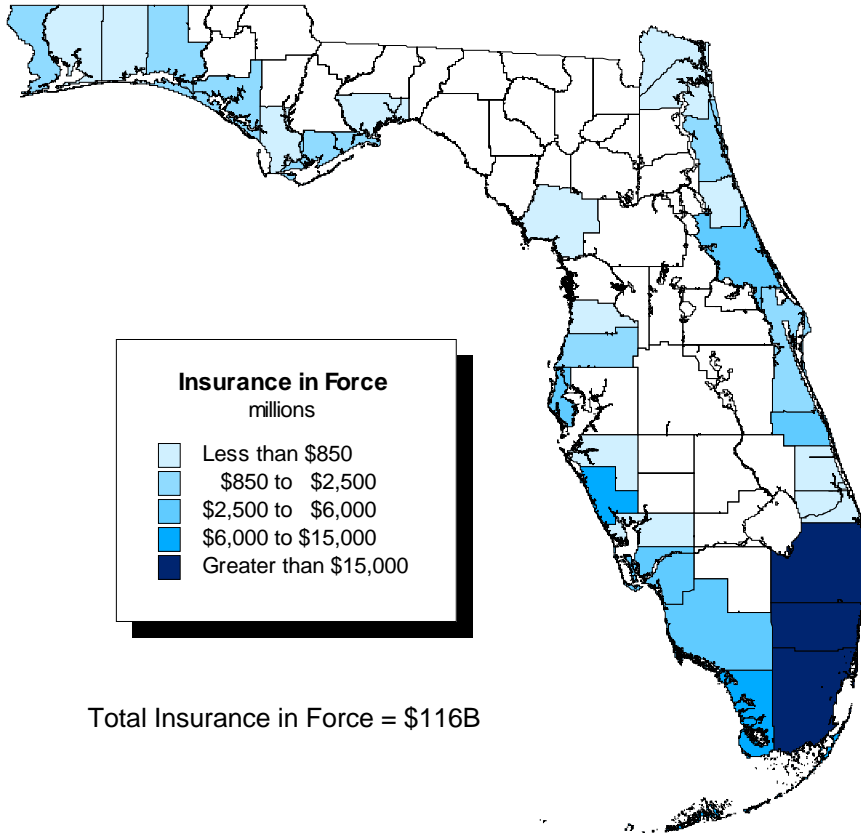 Insurance in Force
millions
Less than $850
$850 to $2,500
$2,500 to $6,000
$6,000 to $15,000
Greater than $15,000
Total Insurance in Force = $116B